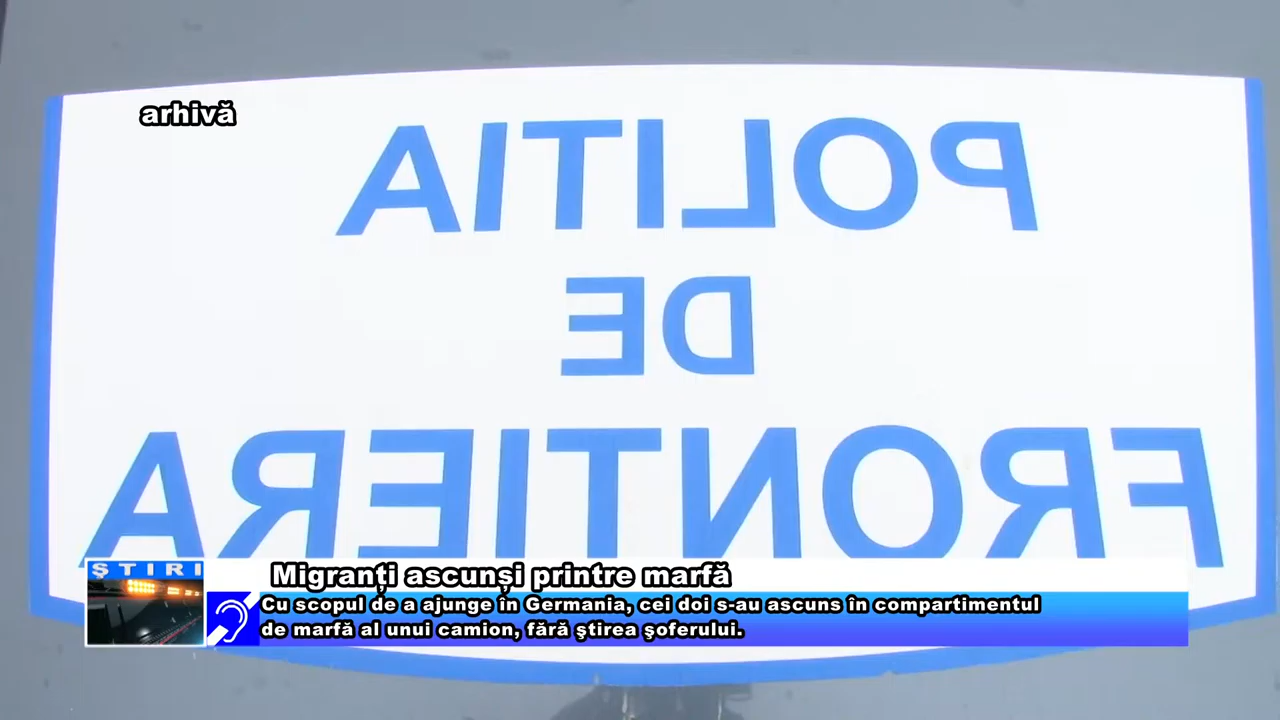 arhivă
POLITIA
DE
FRONTIERA
ŞTIRI
Migranți ascunși printre marfă
Cu scopul de a ajunge în Germania, cei doi s-au ascuns în compartimentul
de marfă al unui camion, fără ştirea şoferului.